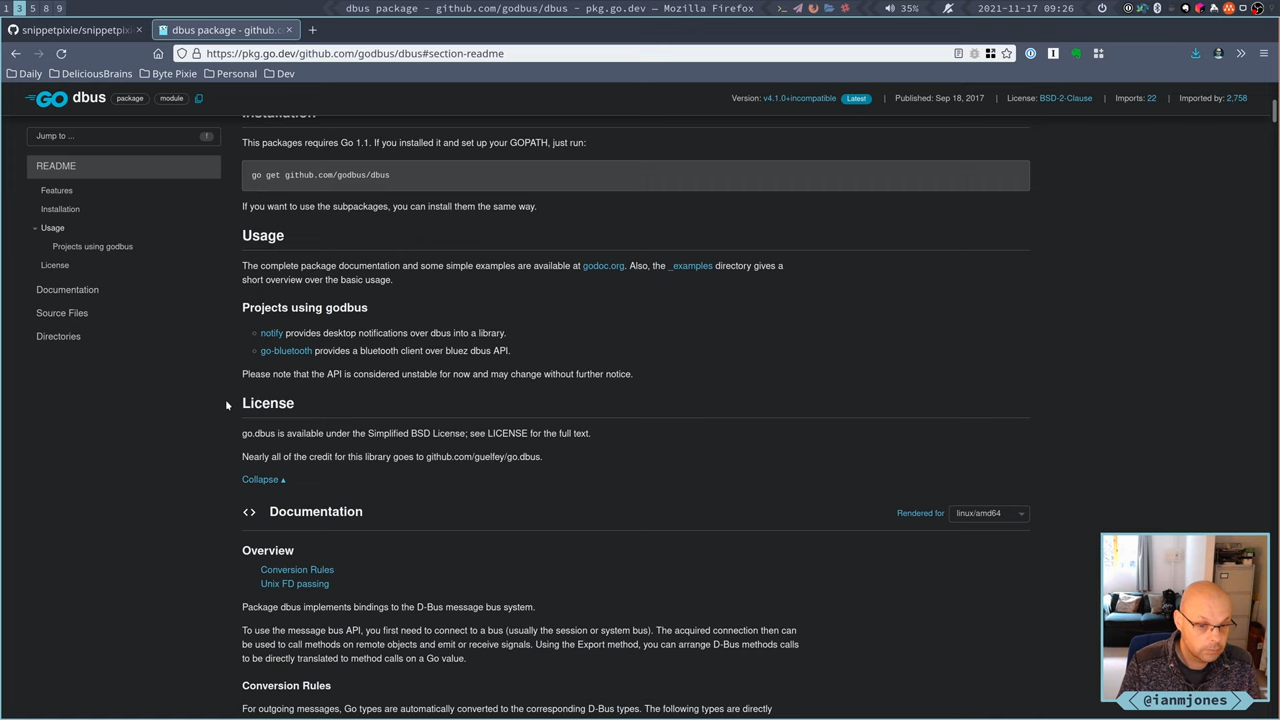 1 3 5 8 9
dbus package - github.com/godbus/dbus - pkg.go.dev — Mozilla Firefox
35%
2021-11-17 09:26
snippetpixie/snippetpixi
dbus package - github.c
https://pkg.go.dev/github.com/godbus/dbus#section-readme
Daily
DeliciousBrains
Byte Pixie
Personal
Dev
GO dbus package module
Version: v4.1.0+incompatible Latest | Published: Sep 18, 2017 | License: BSD-2-Clause | Imports: 22 | Imported by: 2,758
Jump to ... f
README
Features
Installation
Usage
Projects using godbus
License
Documentation
Source Files
Directories
Installation
This packages requires Go 1.1. If you installed it and set up your GOPATH, just run:
go get github.com/godbus/dbus
If you want to use the subpackages, you can install them the same way.
Usage
The complete package documentation and some simple examples are available at godoc.org. Also, the _examples directory gives a
short overview over the basic usage.
Projects using godbus
notify provides desktop notifications over dbus into a library.
go-bluetooth provides a bluetooth client over bluez dbus API.
Please note that the API is considered unstable for now and may change without further notice.
License
go.dbus is available under the Simplified BSD License; see LICENSE for the full text.
Nearly all of the credit for this library goes to github.com/guelfey/go.dbus.
Collapse
Documentation
Rendered for linux/amd64
Overview
Conversion Rules
Unix FD passing
Package dbus implements bindings to the D-Bus message bus system.
To use the message bus API, you first need to connect to a bus (usually the session or system bus). The acquired connection then can
be used to call methods on remote objects and emit or receive signals. Using the Export method, you can arrange D-Bus methods calls
to be directly translated to method calls on a Go value.
Conversion Rules
For outgoing messages, Go types are automatically converted to the corresponding D-Bus types. The following types are directly
@ianmjones